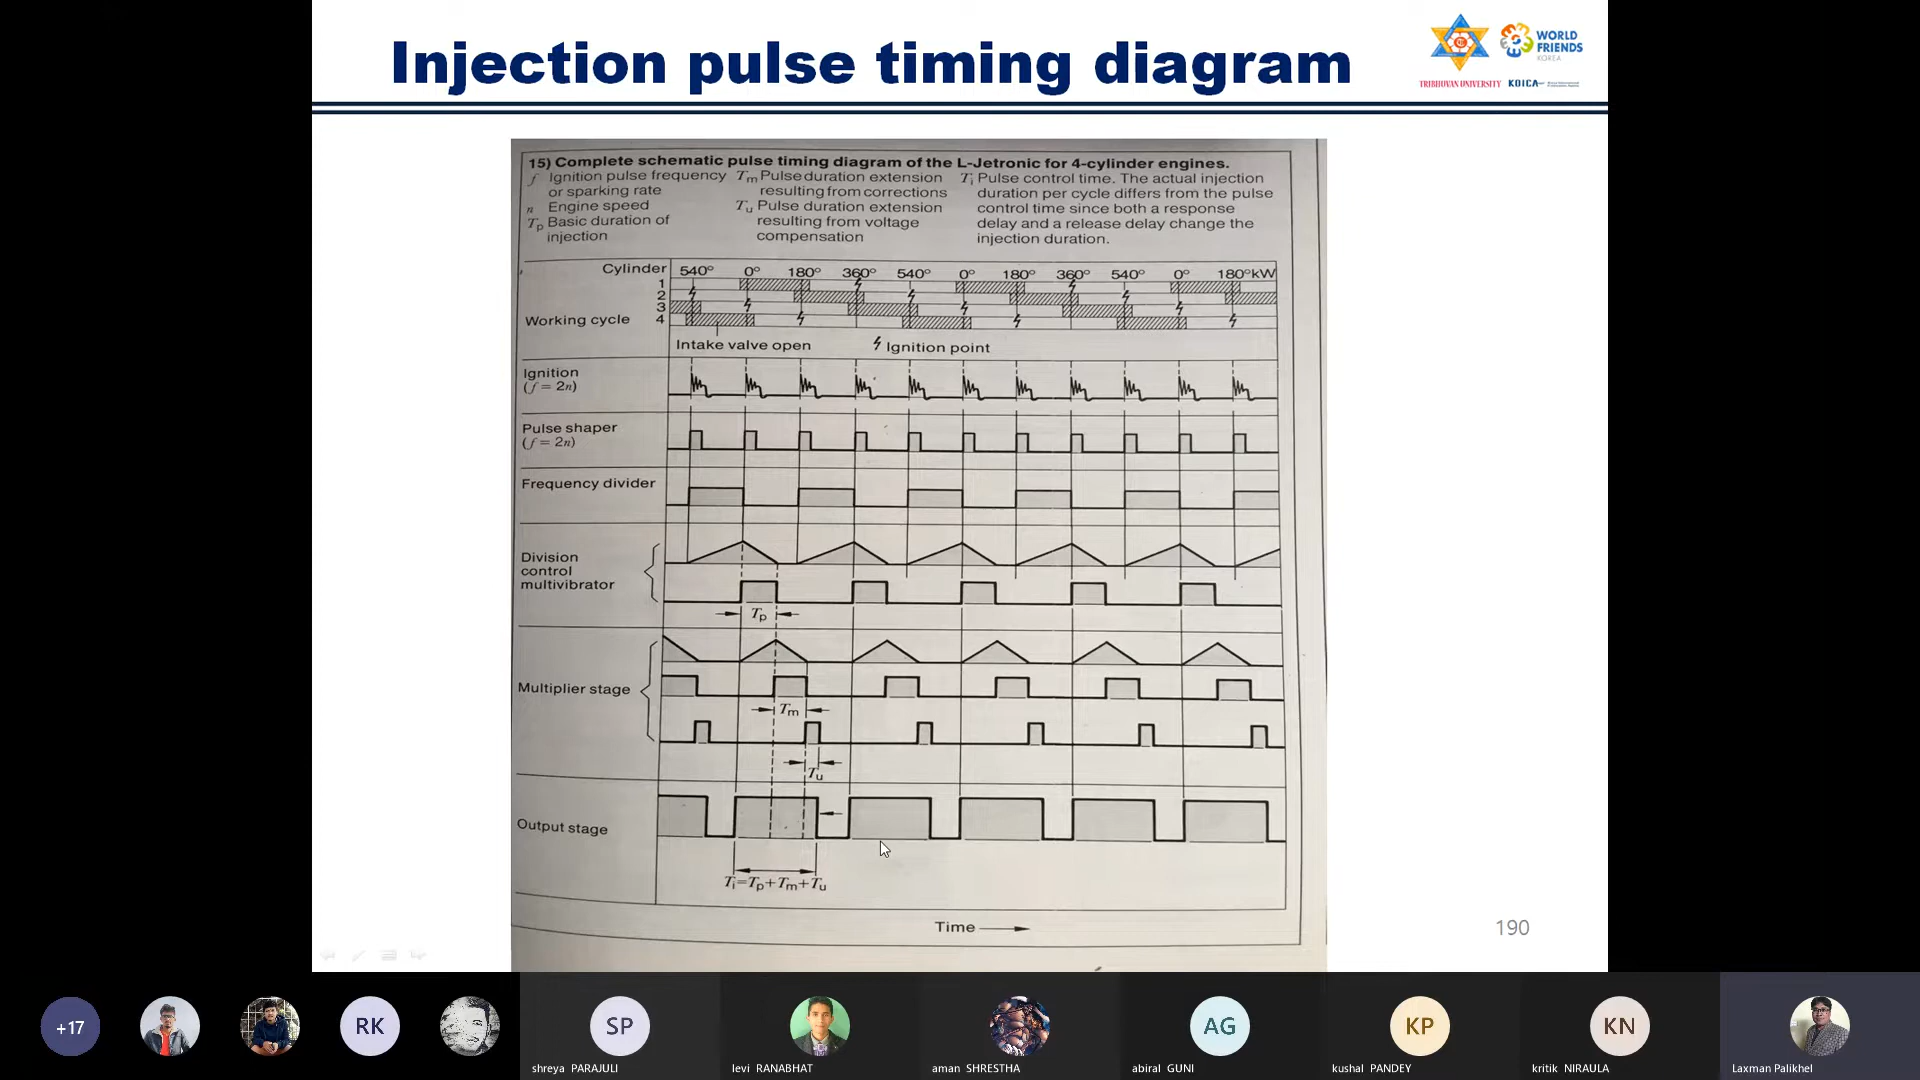 Injection pulse timing diagram
WORLD
FRIENDS
KOREA
TRIBHUVAN UNIVERSITY KOICA
15) Complete schematic pulse timing diagram of the L-Jetronic for 4-cylinder engines.
f Ignition pulse frequency
or sparking rate
n Engine speed
Tp Basic duration of
injection
Tm Pulse duration extension
resulting from corrections
Tu Pulse duration extension
resulting from voltage
compensation
Ti Pulse control time. The actual injection
duration per cycle differs from the pulse
control time since both a response
delay and a release delay change the
injection duration.
Cylinder 540° 0° 180° 360° 540° 0° 180° 360° 540° 0° 180°kW
1
2
3
Working cycle 4
Intake valve open Ignition point
Ignition
(f = 2n)
Pulse shaper
(f = 2n)
Frequency divider
Division
control
multivibrator
Tp
Multiplier stage
Tm
Tu
Output stage
Ti=Tp+Tm+Tu
Time
190
+17
RK
SP
AG
KP
KN
shreya PARAJULI
levi RANABHAT
aman SHRESTHA
abiral GUNI
kushal PANDEY
kritik NIRAULA
Laxman Palikhel